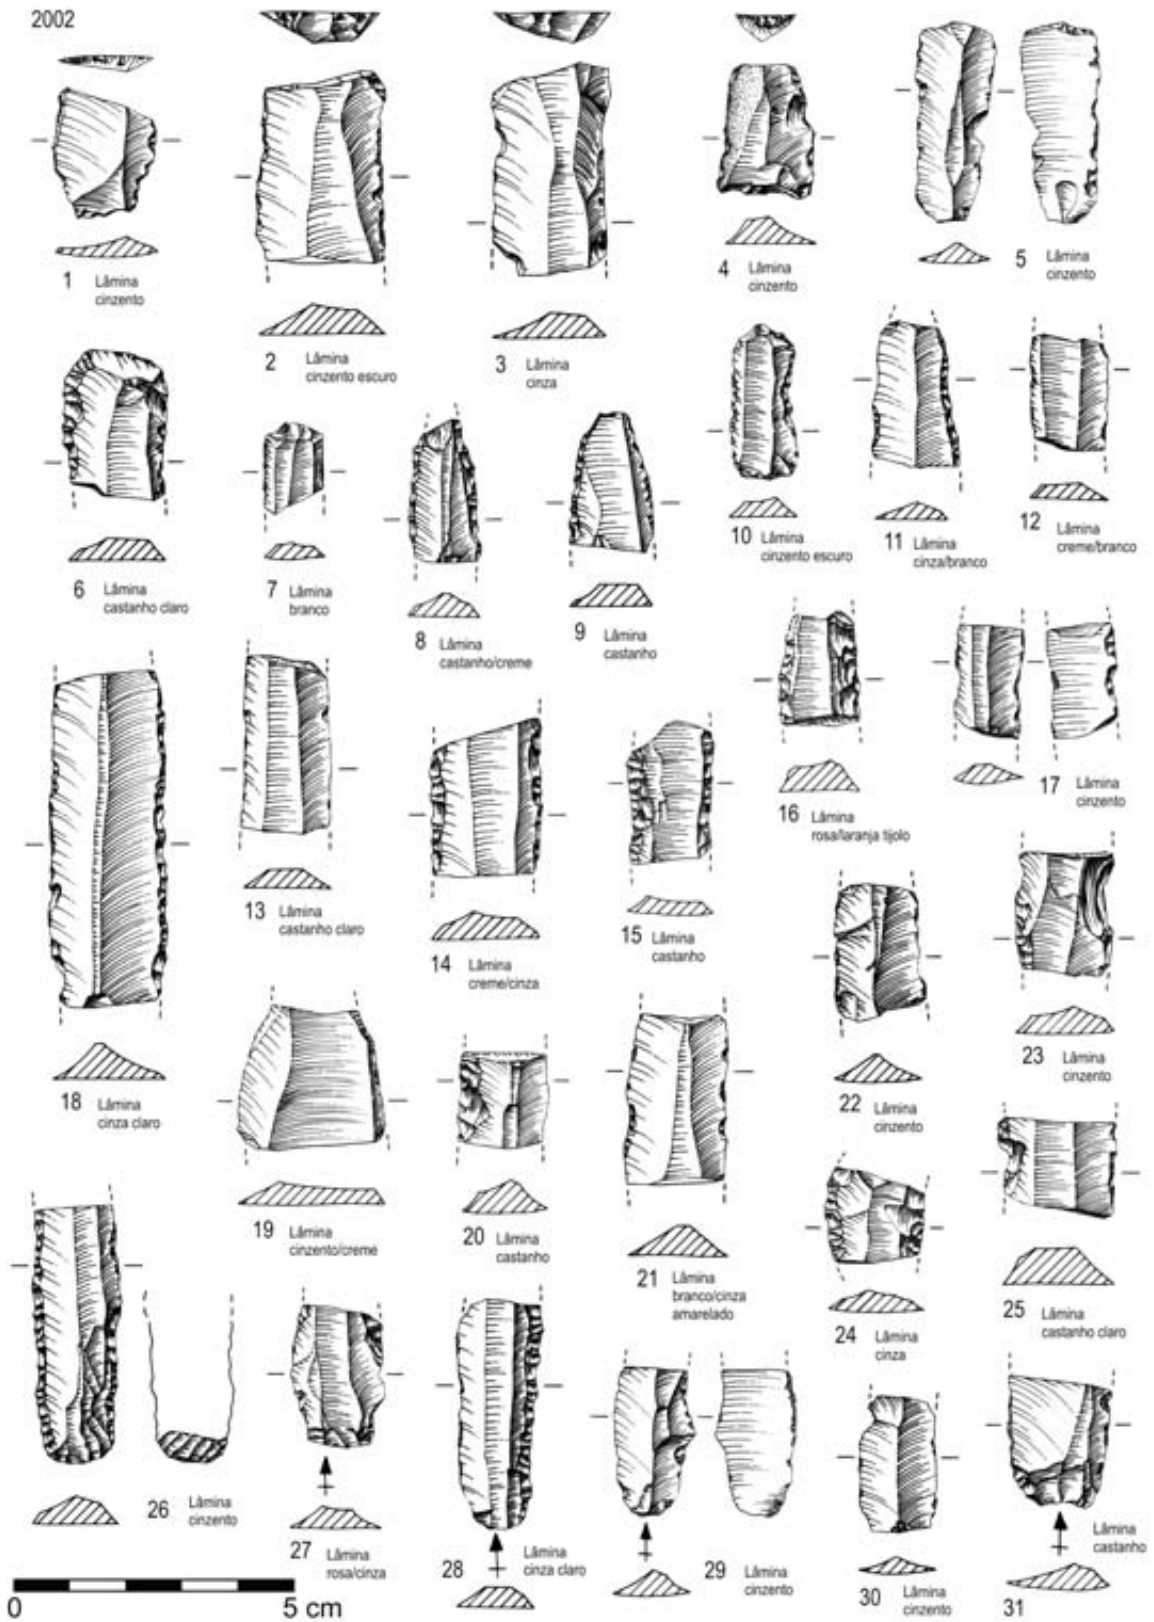 2002
1 Lâmina
cinzento
2 Lâmina
cinzento escuro
3 Lâmina
cinza
4 Lâmina
cinzento
5 Lâmina
cinzento
6 Lâmina
castanho claro
7 Lâmina
branco
8 Lâmina
castanho/creme
9 Lâmina
castanho
10 Lâmina
cinzento escuro
11 Lâmina
cinza/branco
12 Lâmina
creme/branco
13 Lâmina
castanho claro
14 Lâmina
creme/cinza
15 Lâmina
castanho
16 Lâmina
rosa/laranja tijolo
17 Lâmina
cinzento
18 Lâmina
cinza claro
19 Lâmina
cinzento/creme
20 Lâmina
castanho
21 Lâmina
branco/cinza
amarelado
22 Lâmina
cinzento
23 Lâmina
cinzento
24 Lâmina
cinza
25 Lâmina
castanho claro
26 Lâmina
cinzento
27 Lâmina
rosa/cinza
28 Lâmina
cinza claro
29 Lâmina
cinzento
30 Lâmina
cinzento
31 Lâmina
castanho
0 5 cm